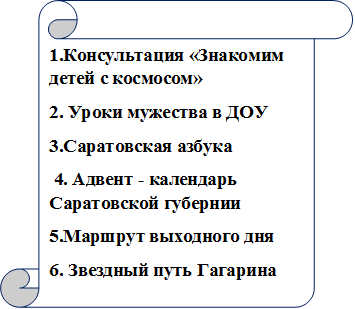 1.Консультация «Знакомим
детей с космосом»
2. Уроки мужества в ДОУ
3.Саратовская азбука
4. Адвент - календарь
Саратовской губернии
5.Маршрут выходного дня
6. Звездный путь Гагарина